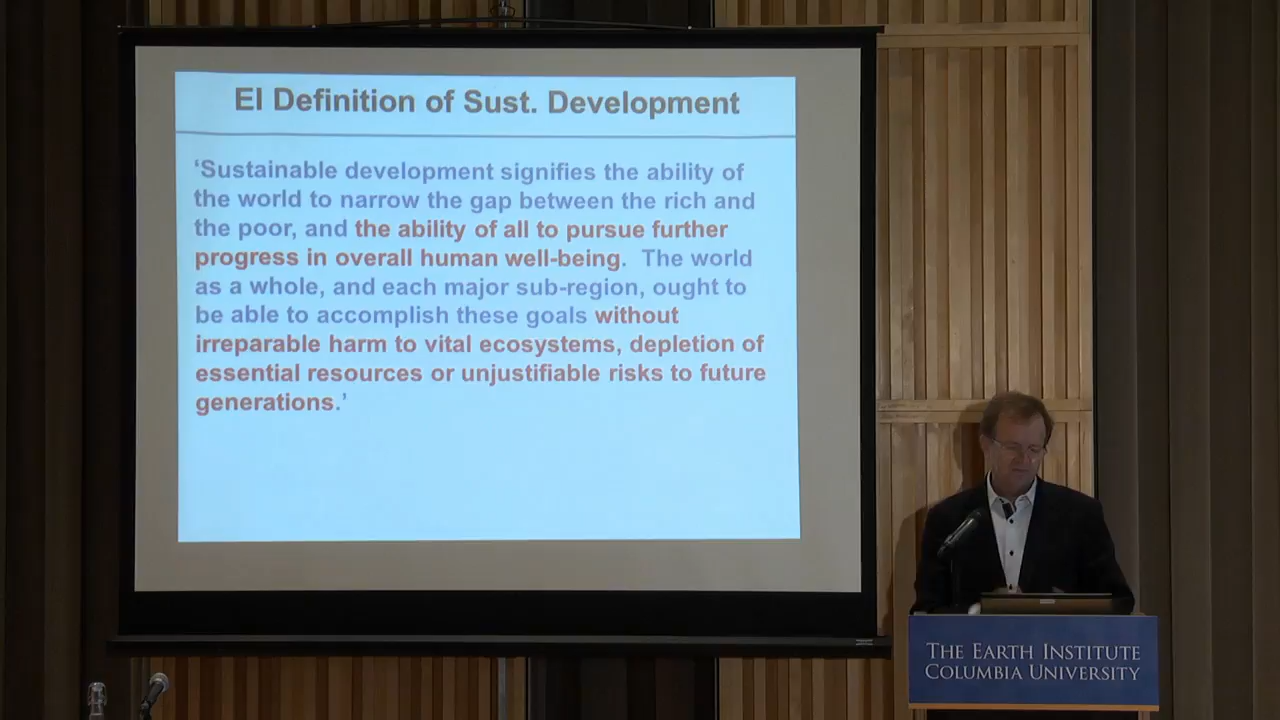 EI Definition of Sust. Development
‘Sustainable development signifies the ability of
the world to narrow the gap between the rich and
the poor, and the ability of all to pursue further
progress in overall human well-being. The world
as a whole, and each major sub-region, ought to
be able to accomplish these goals without
irreparable harm to vital ecosystems, depletion of
essential resources or unjustifiable risks to future
generations.’
THE EARTH INSTITUTE
COLUMBIA UNIVERSITY